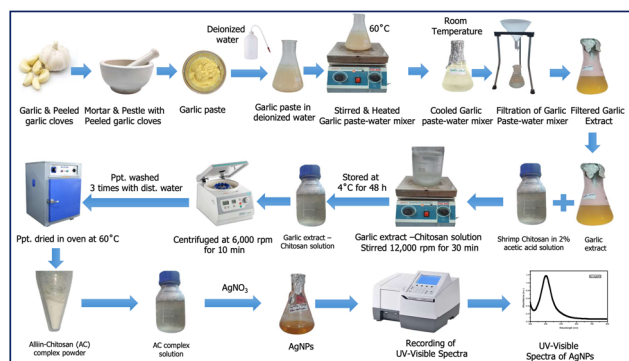 Deionized
water
60°C
Room
Temperature
Garlic & Peeled
garlic cloves
Mortar & Pestle with
Peeled garlic cloves
Garlic paste
Garlic paste in
deionized water
Stirred & Heated
Garlic paste-water mixer
Cooled Garlic
paste-water mixer
Filtration of Garlic
Paste-water mixer
Filtered Garlic
Extract
Ppt. washed
3 times with dist. water
Stored at
4°C for 48 h
Ppt. dried in oven at 60°C
Centrifuged at 6,000 rpm
for 10 min
Garlic extract –
Chitosan solution
Garlic extract –Chitosan solution
Stirred 12,000 rpm for 30 min
Shrimp Chitosan in 2%
acetic acid solution
Garlic
extract
AgNO3
Alliin-Chitosan (AC)
complex powder
AC complex
solution
AgNPs
Recording of
UV-Visible Spectra
UV-Visible
Spectra of AgNPs